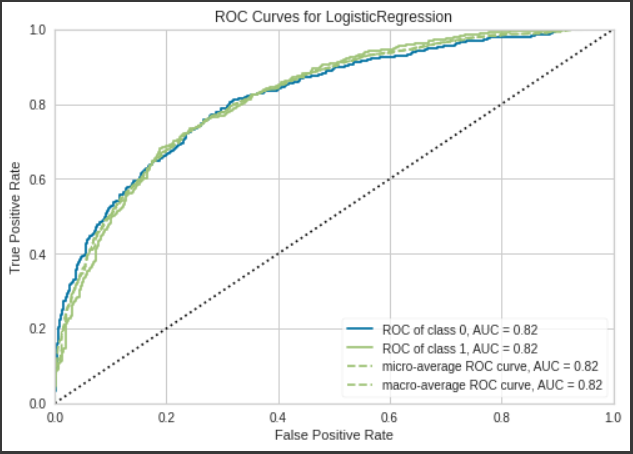 ROC Curves for LogisticRegression
1.0
0.8
0.6
0.4
0.2
0.0
True Positive Rate
ROC of class 0, AUC = 0.82
ROC of class 1, AUC = 0.82
micro-average ROC curve, AUC = 0.82
macro-average ROC curve, AUC = 0.82
0.0 0.2 0.4 0.6 0.8 1.0
False Positive Rate